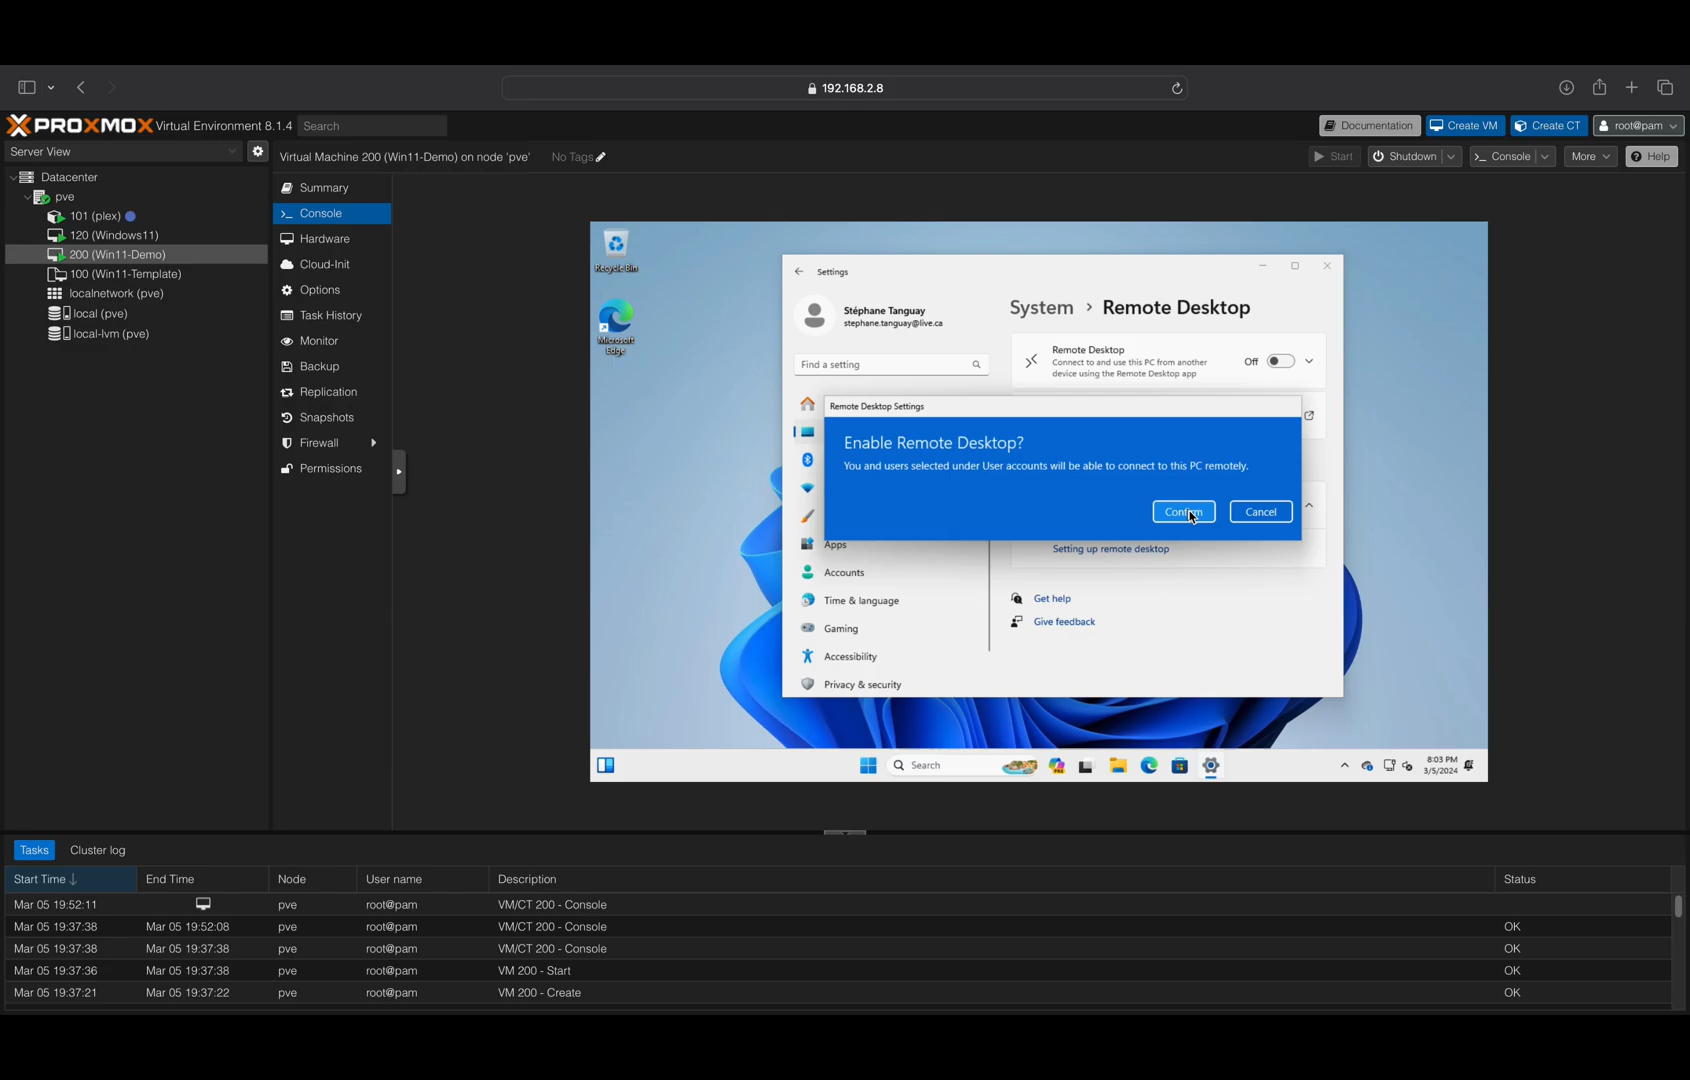 192.168.2.8
PROXMOX Virtual Environment 8.1.4 Search
Documentation Create VM Create CT root@pam
Server View
Virtual Machine 200 (Win11-Demo) on node 'pve' No Tags
Start Shutdown Console More Help
Datacenter
pve
101 (plex)
120 (Windows11)
200 (Win11-Demo)
100 (Win11-Template)
localnetwork (pve)
local (pve)
local-lvm (pve)
Summary
Console
Hardware
Cloud-Init
Options
Task History
Monitor
Backup
Replication
Snapshots
Firewall
Permissions
Recycle Bin
Microsoft
Edge
Settings
Stéphane Tanguay
stephane.tanguay@live.ca
Find a setting
System › Remote Desktop
Remote Desktop
Connect to and use this PC from another
device using the Remote Desktop app
Off
Remote Desktop Settings
Enable Remote Desktop?
You and users selected under User accounts will be able to connect to this PC remotely.
Confirm Cancel
Apps
Accounts
Time & language
Gaming
Accessibility
Privacy & security
Setting up remote desktop
Get help
Give feedback
Search
8:03 PM
3/5/2024
Tasks Cluster log
Start Time End Time Node User name Description Status
Mar 05 19:52:11 pve root@pam VM/CT 200 - Console
Mar 05 19:37:38 Mar 05 19:52:08 pve root@pam VM/CT 200 - Console OK
Mar 05 19:37:38 Mar 05 19:37:38 pve root@pam VM/CT 200 - Console OK
Mar 05 19:37:36 Mar 05 19:37:38 pve root@pam VM 200 - Start OK
Mar 05 19:37:21 Mar 05 19:37:22 pve root@pam VM 200 - Create OK